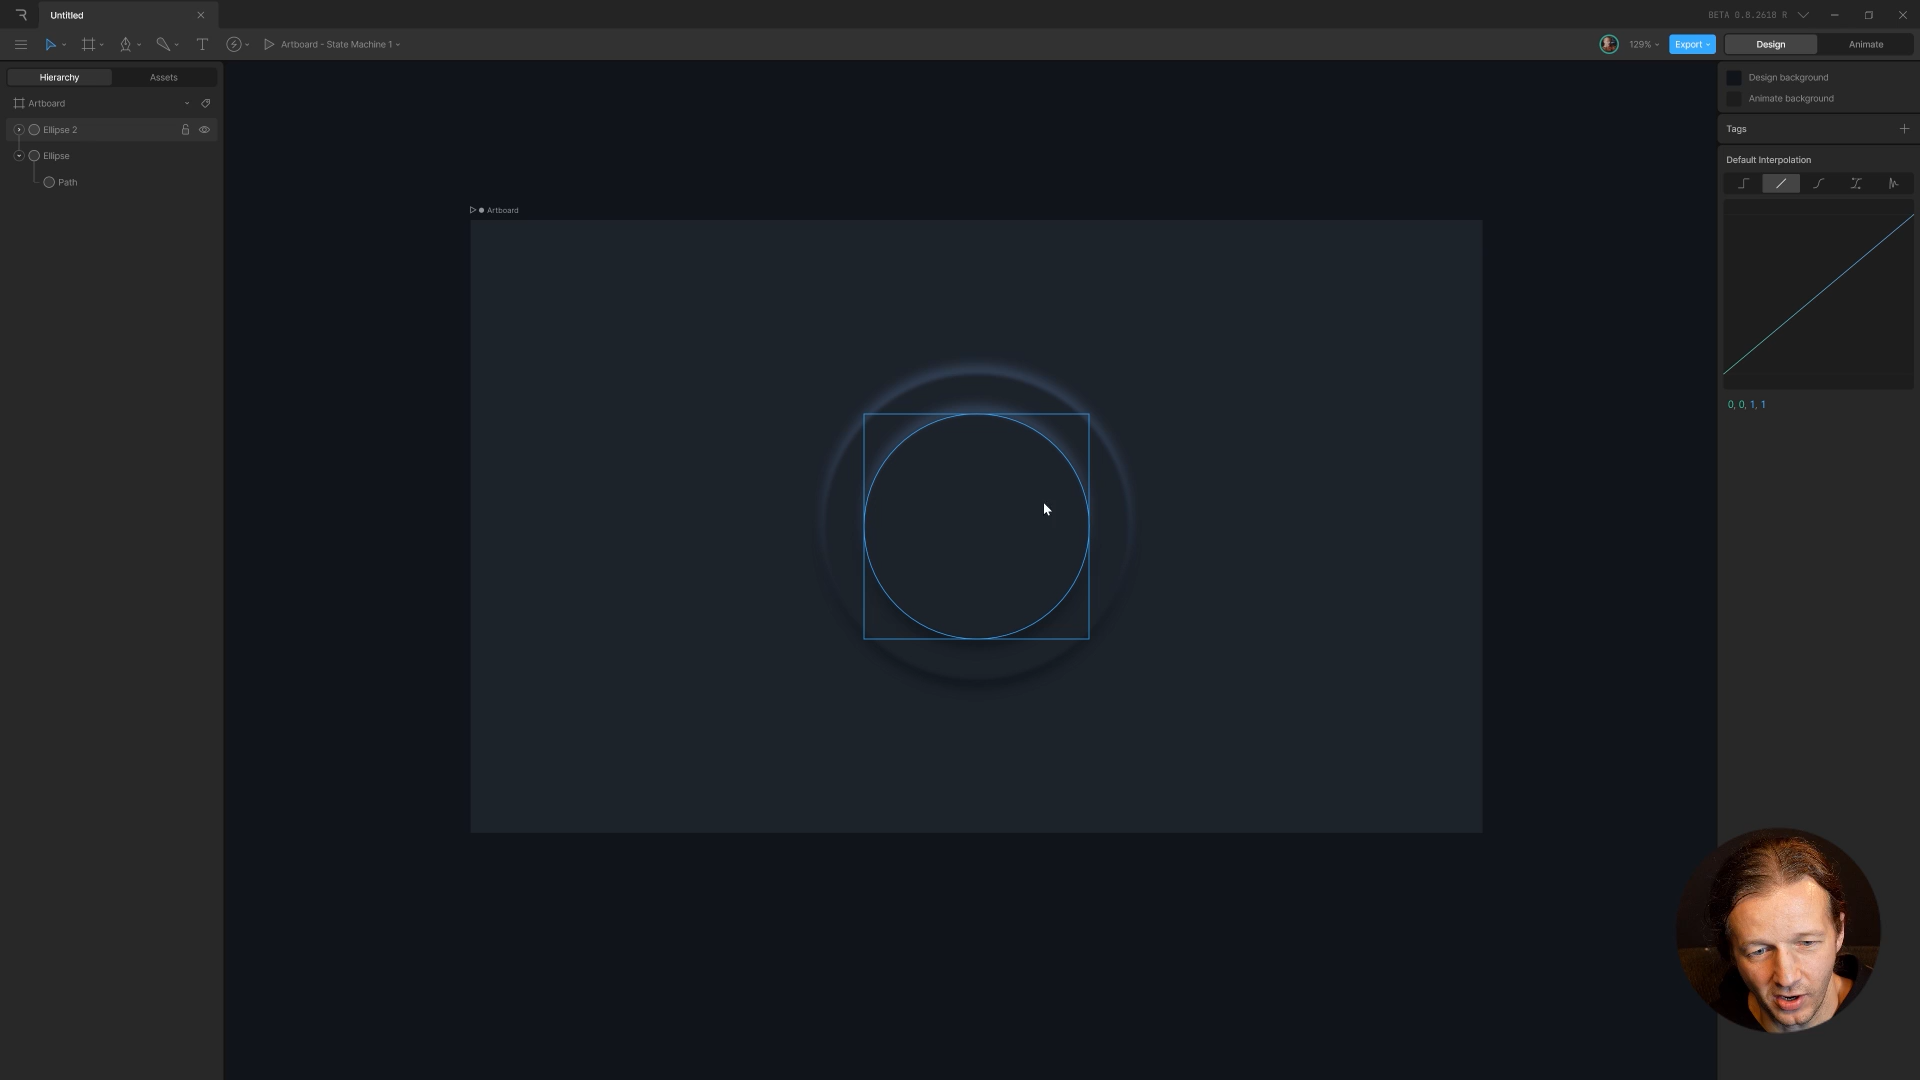 Untitled
BETA 0.8.2618 R
Artboard - State Machine 1
129%
Export
Design
Animate
Hierarchy
Assets
Artboard
Ellipse 2
Ellipse
Path
Artboard
Design background
Animate background
Tags
Default Interpolation
0, 0, 1, 1